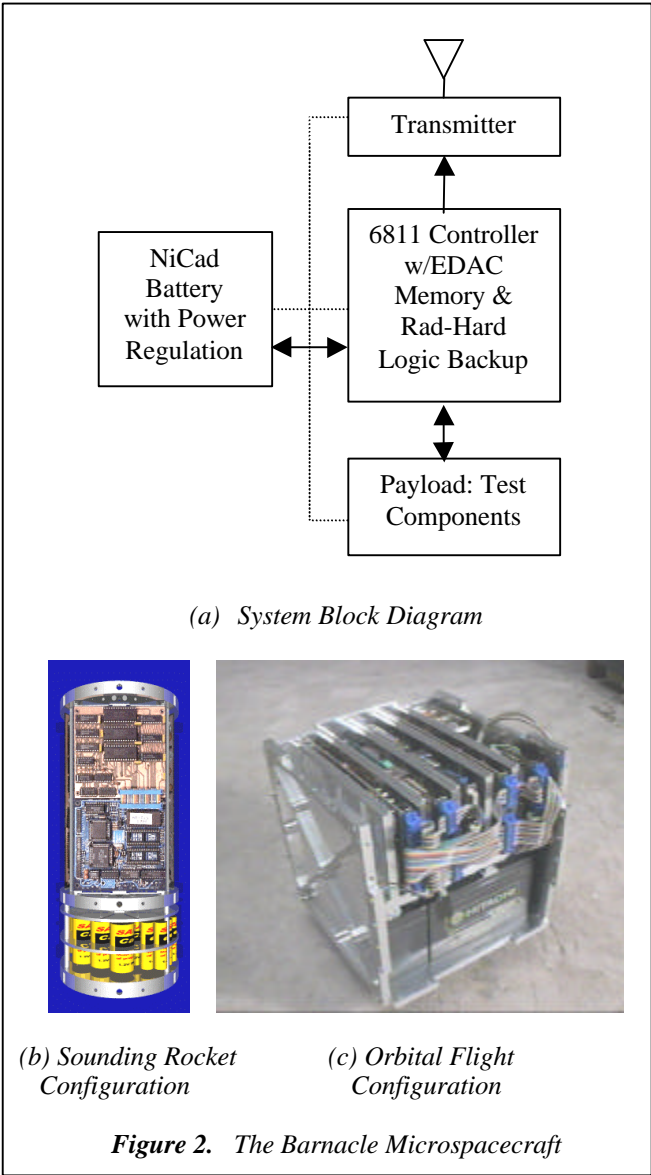 Transmitter
NiCad
Battery
with Power
Regulation
6811 Controller
w/EDAC
Memory &
Rad-Hard
Logic Backup
Payload: Test
Components
(a) System Block Diagram
(b) Sounding Rocket
Configuration
(c) Orbital Flight
Configuration
Figure 2. The Barnacle Microspacecraft